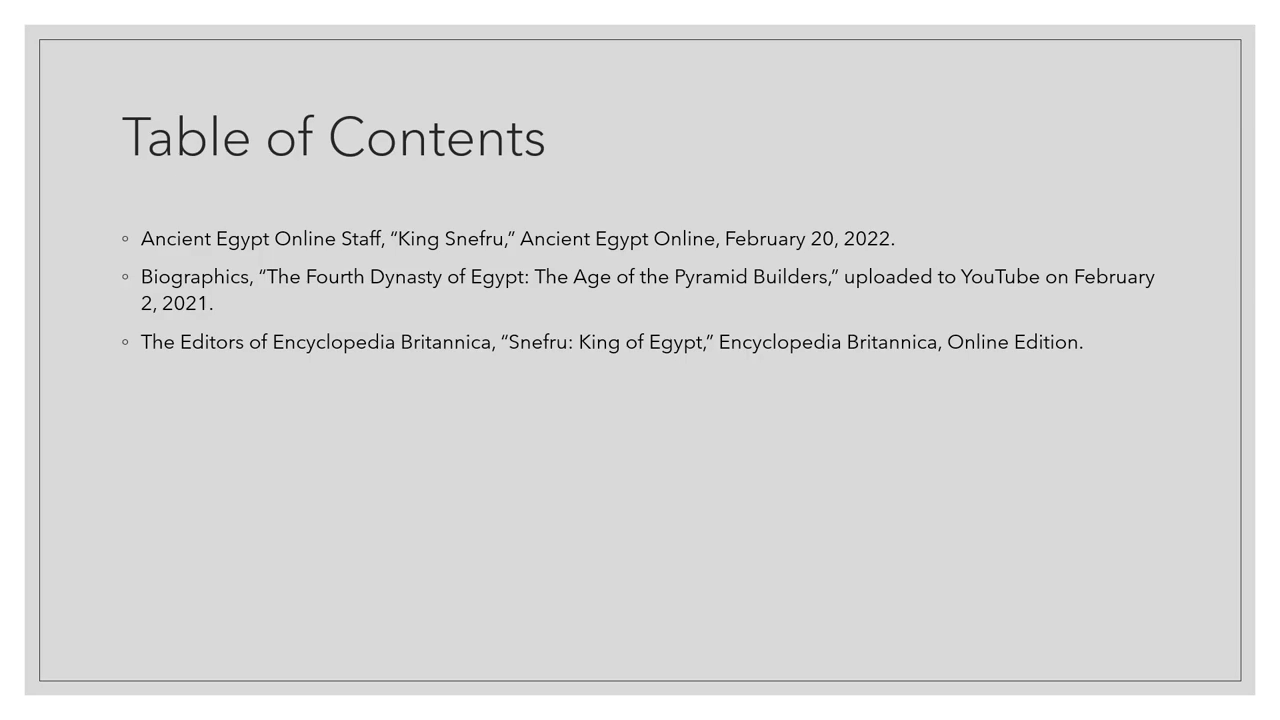 Table of Contents
◦ Ancient Egypt Online Staff, “King Snefru,” Ancient Egypt Online, February 20, 2022.
◦ Biographics, “The Fourth Dynasty of Egypt: The Age of the Pyramid Builders,” uploaded to YouTube on February
2, 2021.
◦ The Editors of Encyclopedia Britannica, “Snefru: King of Egypt,” Encyclopedia Britannica, Online Edition.